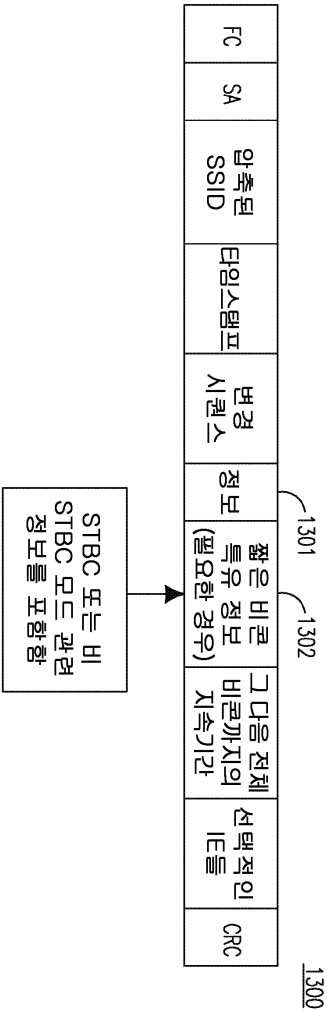 FC
SA
압축된
SSID
타임스탬프
변경
시퀀스
정보
1301
짧은 비콘
특유 정보
(필요한 경우)
1302
그 다음 전체
비콘까지의
지속기간
선택적인
IE들
CRC
STBC 또는 비
STBC 모드 관련
정보를 포함함
1300